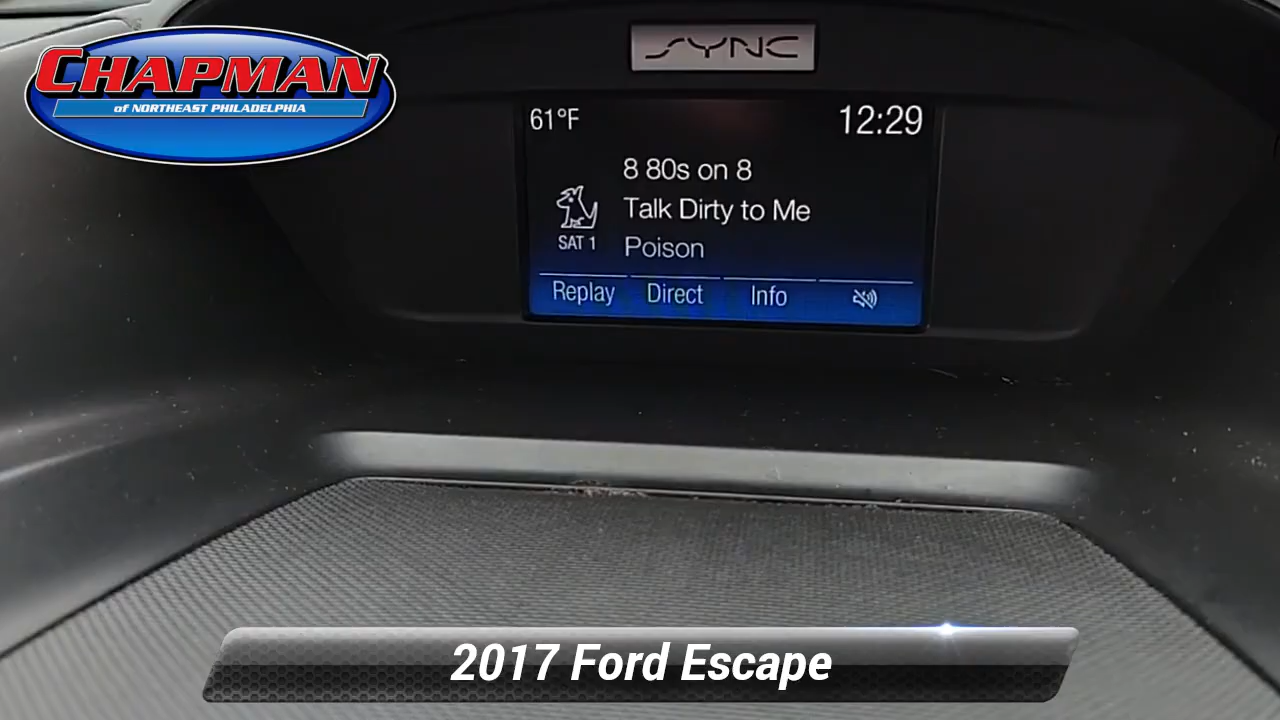 CHAPMAN
of NORTHEAST PHILADELPHIA
SYNC
61°F
12:29
8 80s on 8
Talk Dirty to Me
SAT 1
Poison
Replay
Direct
Info
2017 Ford Escape